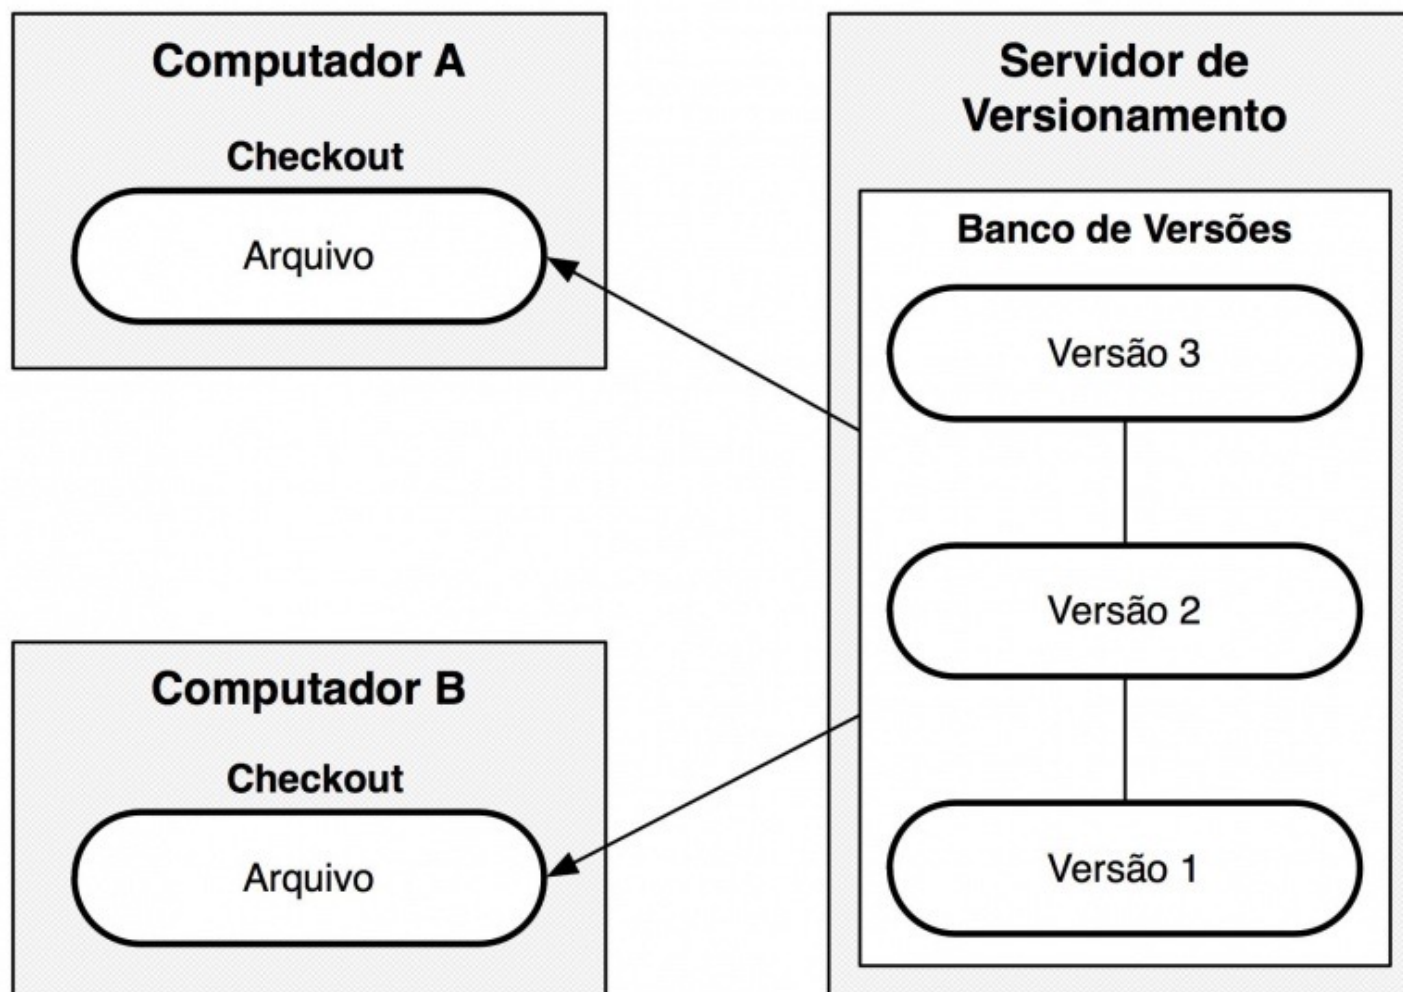 Computador A
Checkout
Arquivo
Computador B
Checkout
Arquivo
Servidor de
Versionamento
Banco de Versões
Versão 3
Versão 2
Versão 1